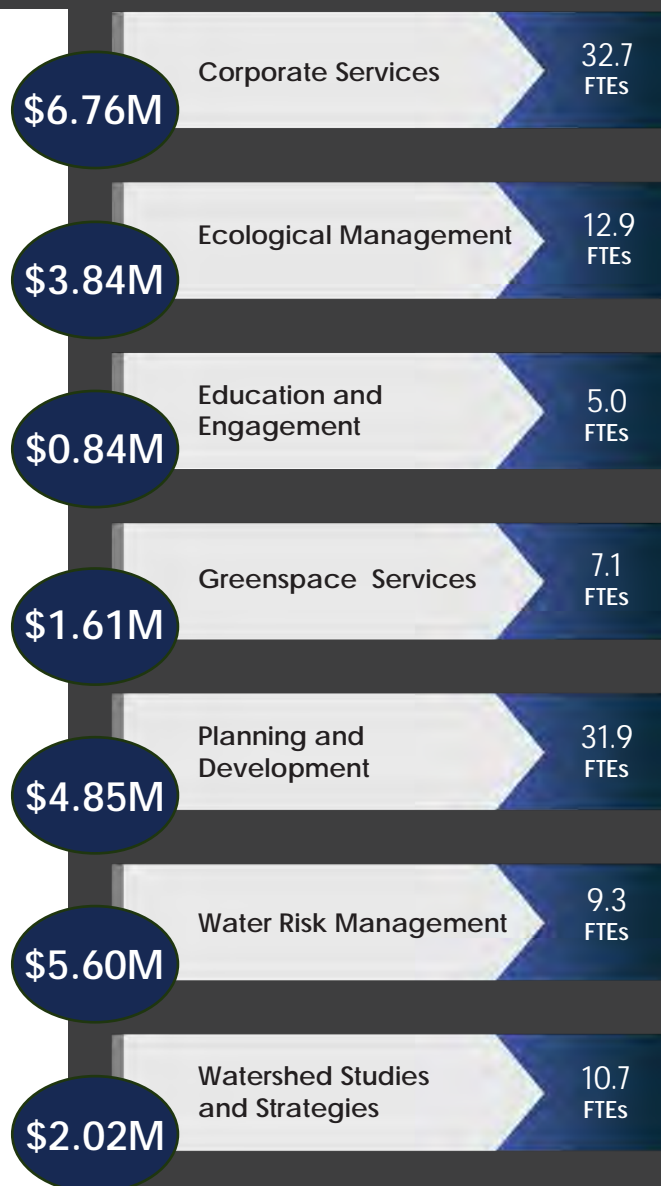 Corporate Services
32.7
FTEs
$6.76M
Ecological Management
12.9
FTEs
$3.84M
Education and
Engagement
5.0
FTEs
$0.84M
Greenspace Services
7.1
FTEs
$1.61M
Planning and
Development
31.9
FTEs
$4.85M
Water Risk Management
9.3
FTEs
$5.60M
Watershed Studies
and Strategies
10.7
FTEs
$2.02M